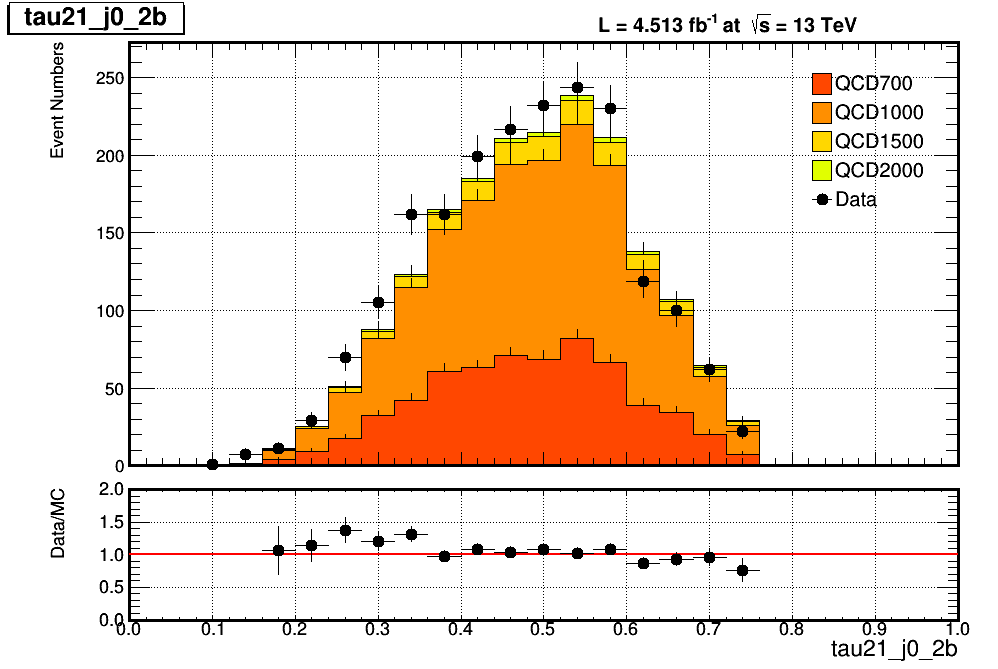 tau21_j0_2b
L = 4.513 fb-1 at √s = 13 TeV
Event Numbers
250
200
150
100
50
0
QCD700
QCD1000
QCD1500
QCD2000
Data
Data/MC
2.0
1.5
1.0
0.5
0.0
0.0 0.1 0.2 0.3 0.4 0.5 0.6 0.7 0.8 0.9 1.0
tau21_j0_2b